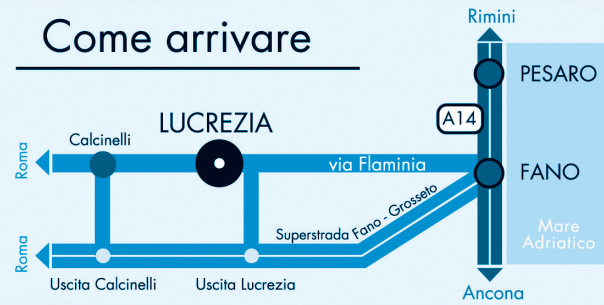 Come arrivare
Rimini
PESARO
A14
LUCREZIA
Calcinelli
Roma
via Flaminia
FANO
Superstrada Fano - Grosseto
Mare
Adriatico
Roma
Uscita Calcinelli
Uscita Lucrezia
Ancona